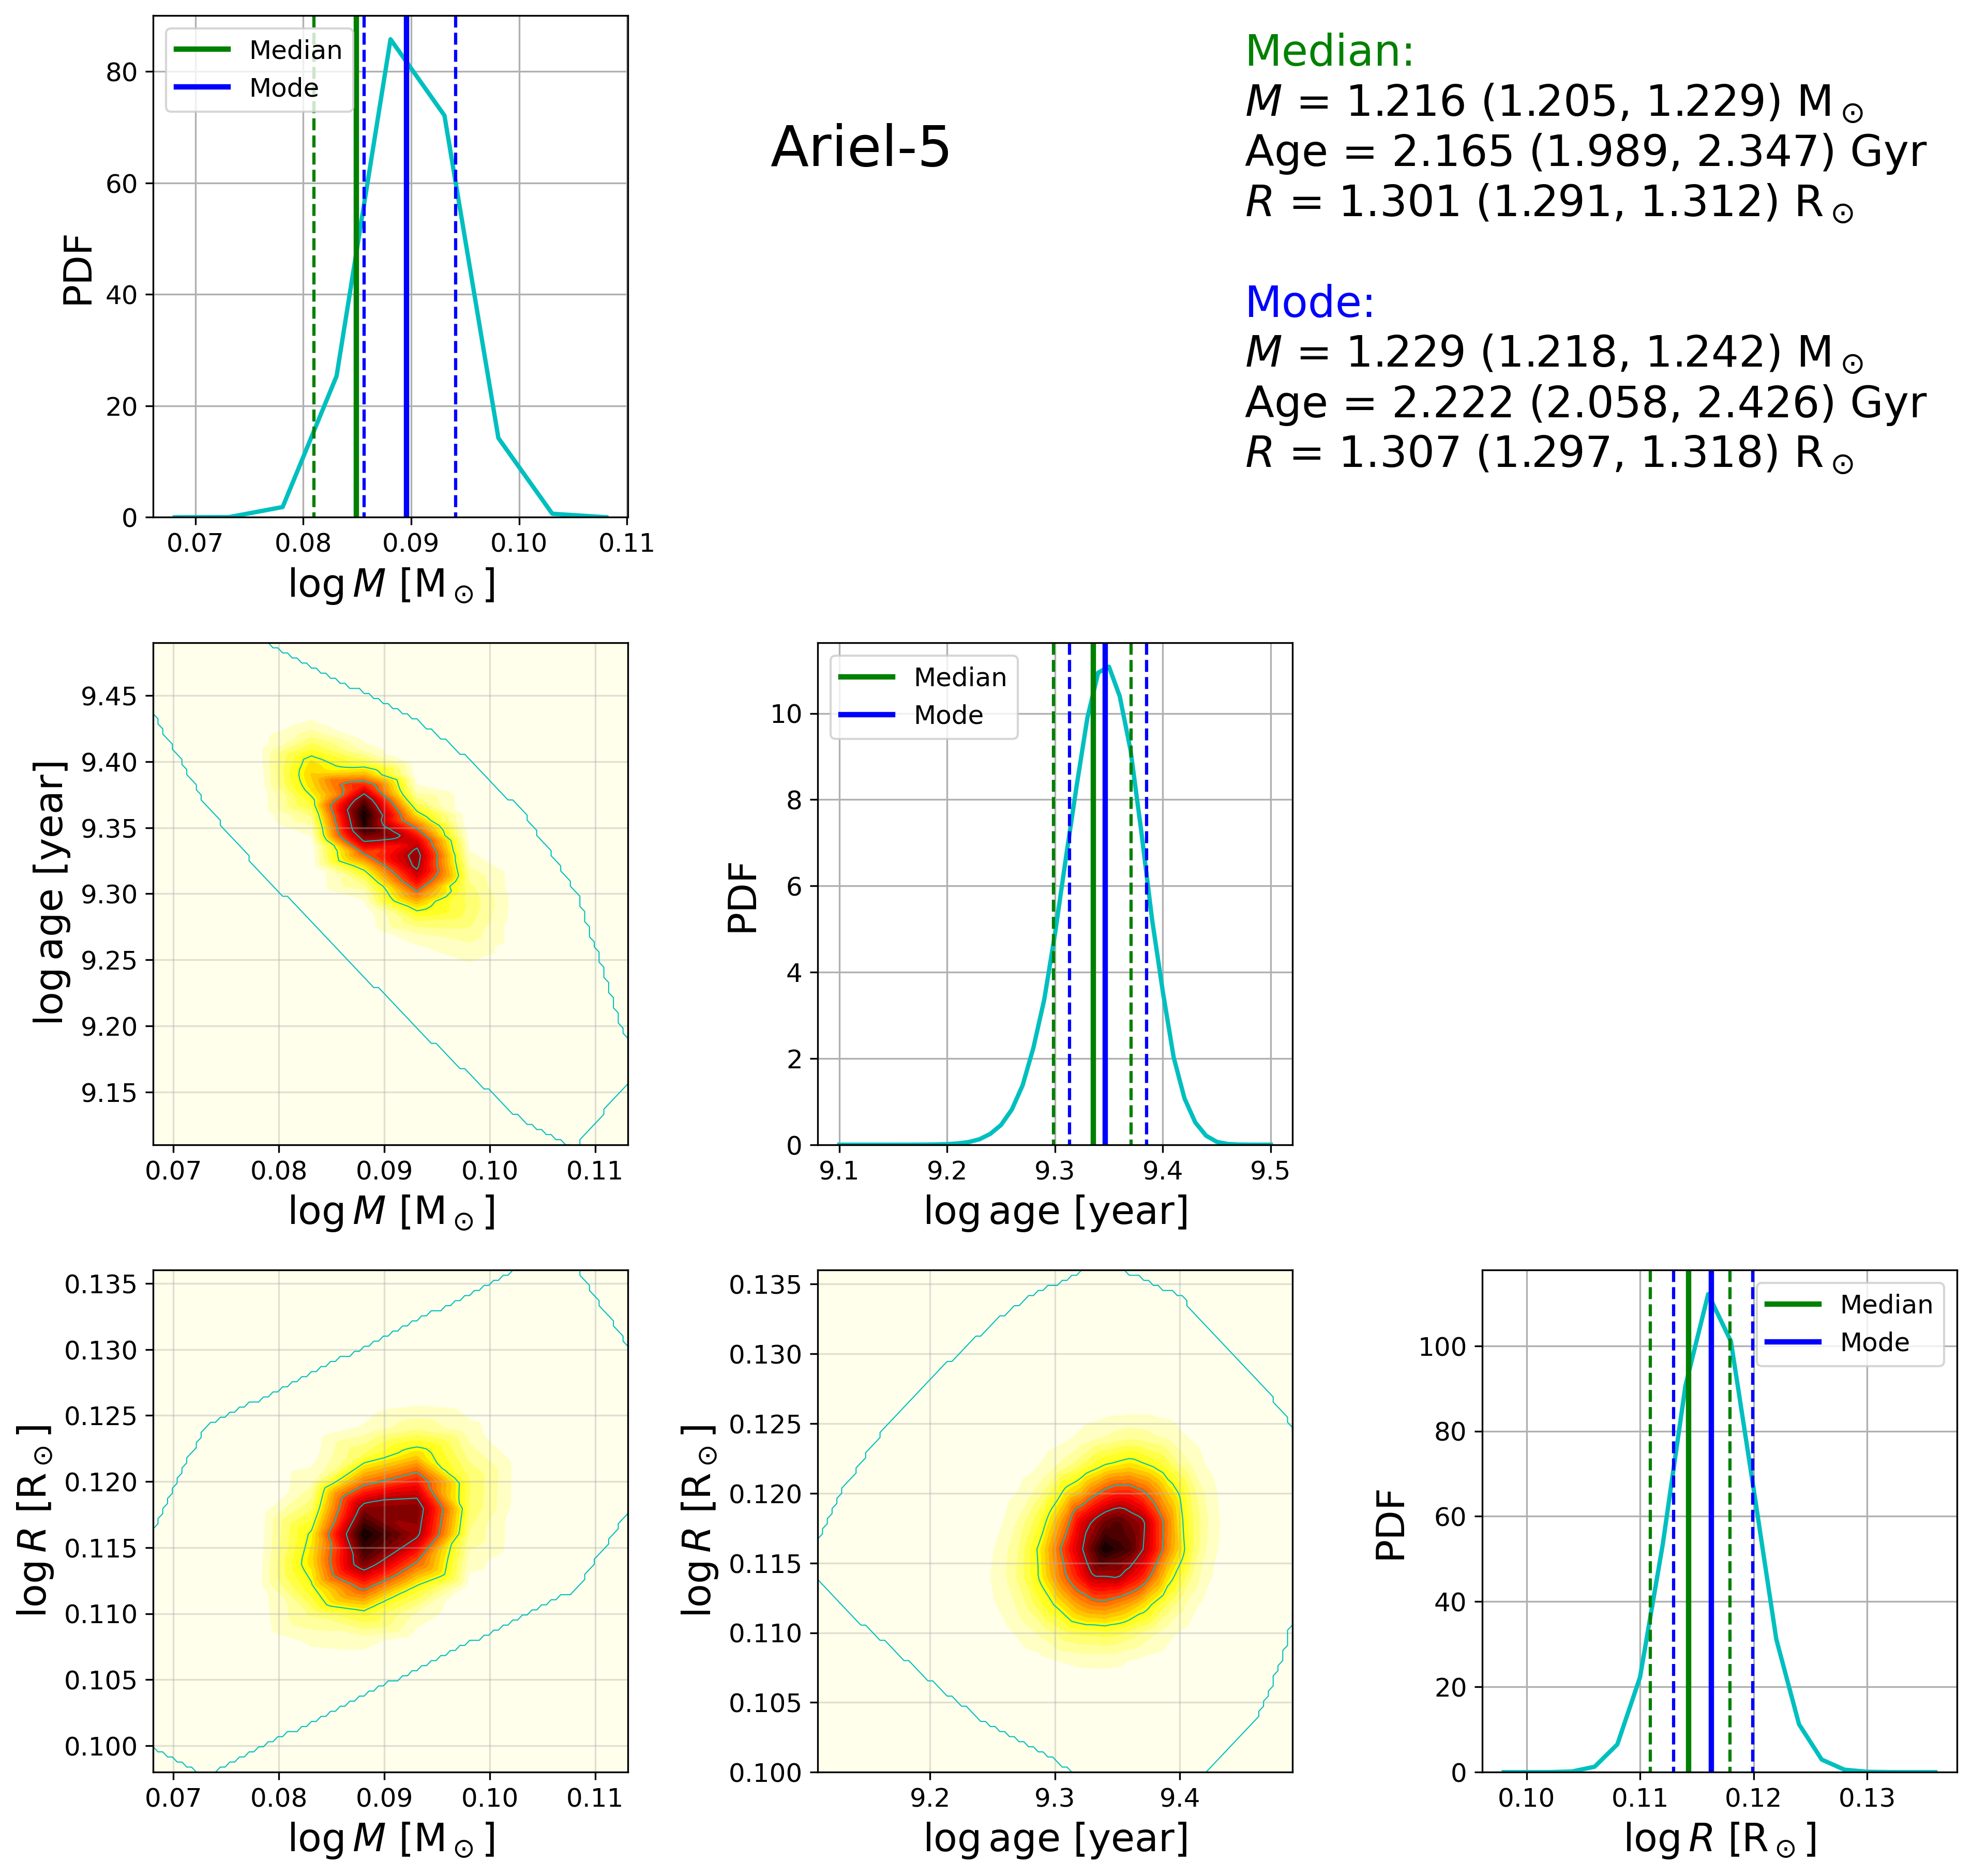 Median
Mode
80
60
40
20
0
PDF
0.07 0.08 0.09 0.10 0.11
log M [M⊙]
Ariel-5
Median:
M = 1.216 (1.205, 1.229) M⊙
Age = 2.165 (1.989, 2.347) Gyr
R = 1.301 (1.291, 1.312) R⊙
Mode:
M = 1.229 (1.218, 1.242) M⊙
Age = 2.222 (2.058, 2.426) Gyr
R = 1.307 (1.297, 1.318) R⊙
9.45
9.40
9.35
9.30
9.25
9.20
9.15
log age [year]
0.07 0.08 0.09 0.10 0.11
log M [M⊙]
Median
Mode
10
8
6
4
2
0
PDF
9.1 9.2 9.3 9.4 9.5
log age [year]
0.135
0.130
0.125
0.120
0.115
0.110
0.105
0.100
log R [R⊙]
0.07 0.08 0.09 0.10 0.11
log M [M⊙]
0.135
0.130
0.125
0.120
0.115
0.110
0.105
0.100
log R [R⊙]
9.2 9.3 9.4
log age [year]
Median
Mode
100
80
60
40
20
0
PDF
0.10 0.11 0.12 0.13
log R [R⊙]